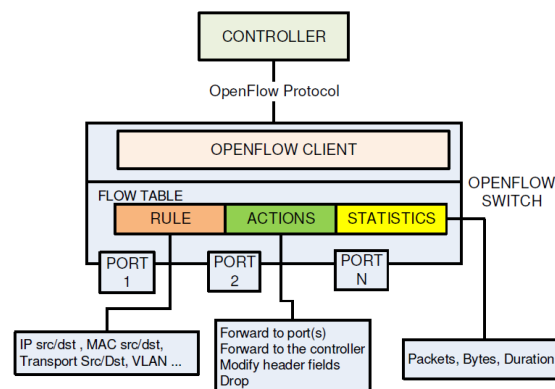 CONTROLLER
OpenFlow Protocol
OPENFLOW CLIENT
OPENFLOW
SWITCH
FLOW TABLE
RULE
ACTIONS
STATISTICS
PORT
1
PORT
2
PORT
N
IP src/dst , MAC src/dst,
Transport Src/Dst, VLAN ...
Forward to port(s)
Forward to the controller
Modify header fields
Drop
Packets, Bytes, Duration